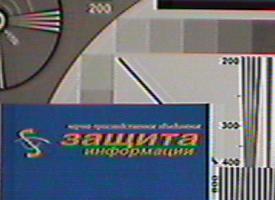 200
200
научно-производственное объединение
защита
информации
300
400